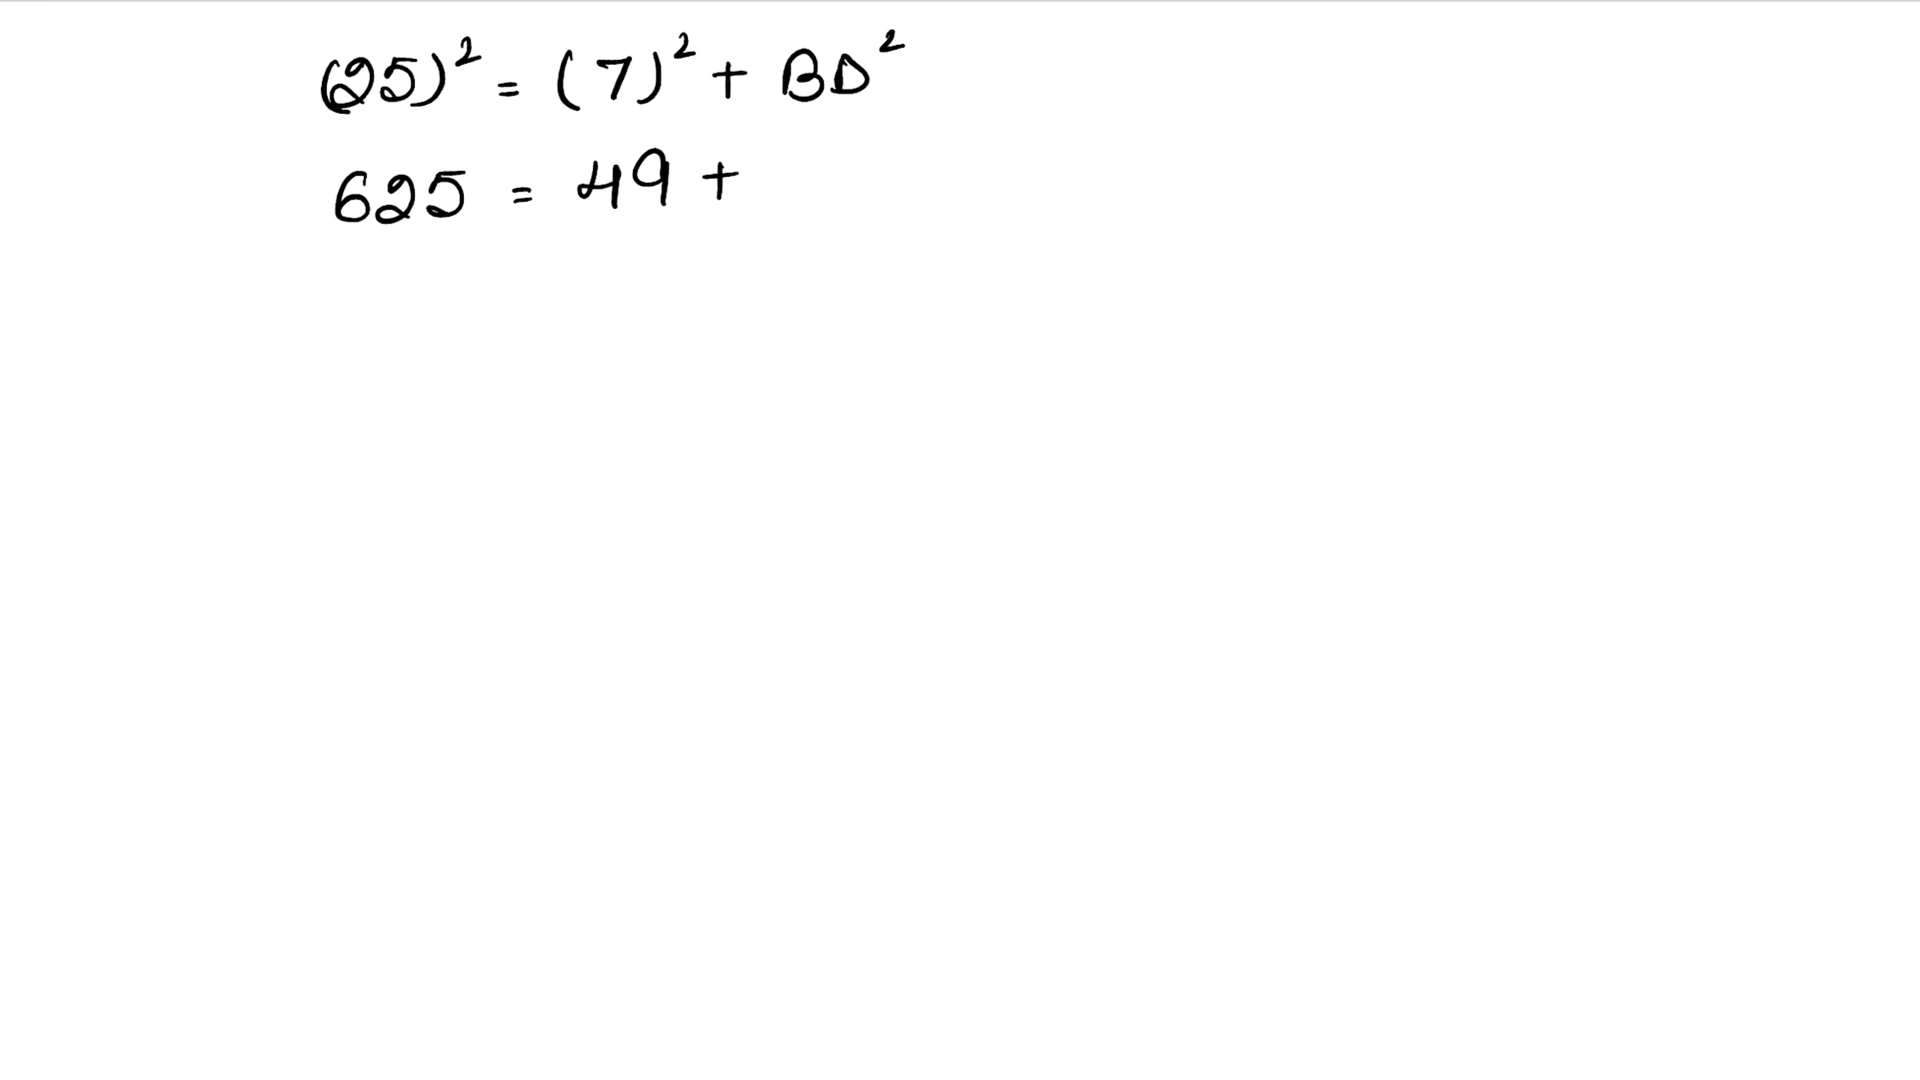 (25)² = (7)² + BD²
625 = 49 +